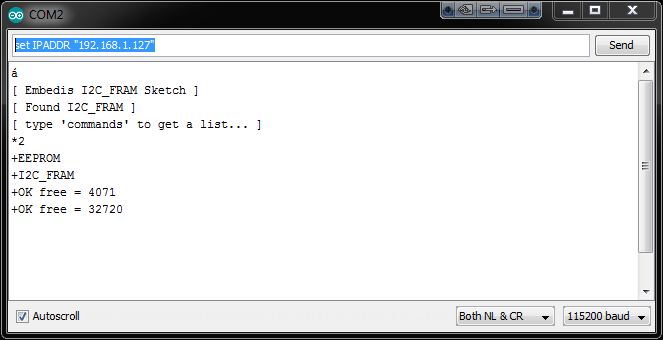 COM2
set IPADDR "192.168.1.127"
Send
á
[ Embedis I2C_FRAM Sketch ]
[ Found I2C_FRAM ]
[ type 'commands' to get a list... ]
*2
+EEPROM
+I2C_FRAM
+OK free = 4071
+OK free = 32720
Autoscroll
Both NL & CR
115200 baud